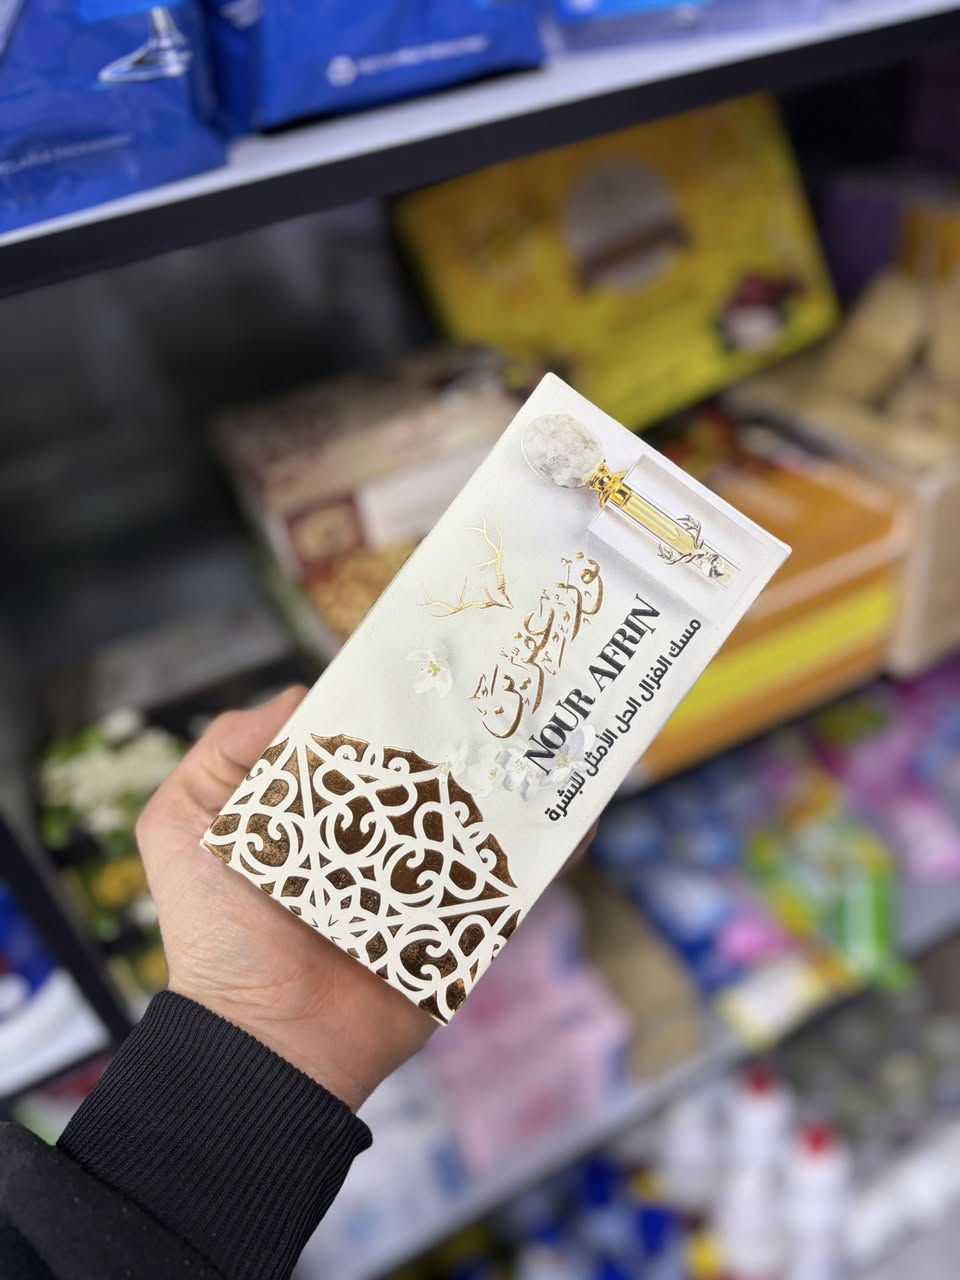 نور عفرين
NOUR AFRIN
مسك الغزال الحل الأمثل للبشرة